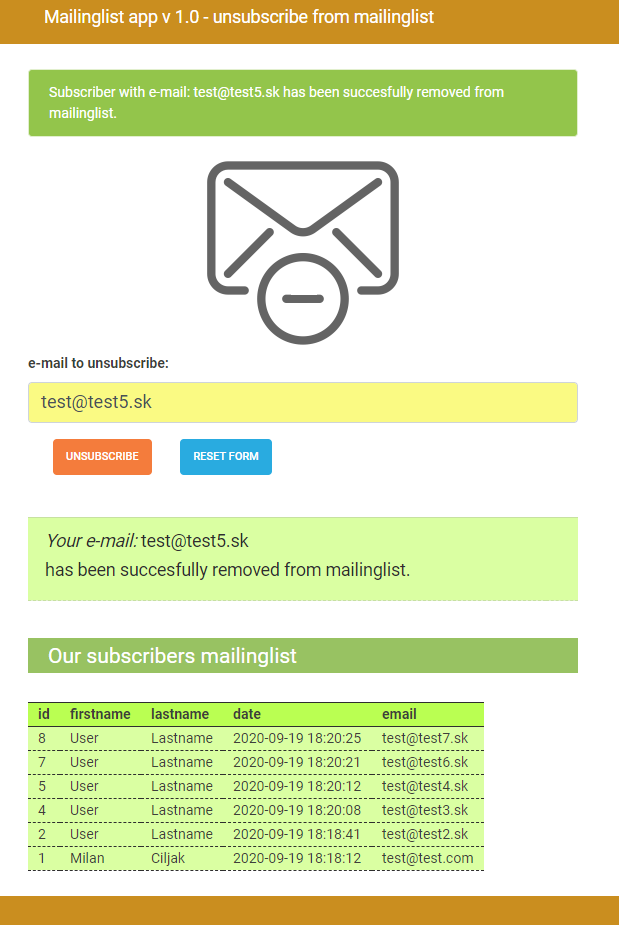 Mailinglist app v 1.0 - unsubscribe from mailinglist
Subscriber with e-mail: test@test5.sk has been succesfully removed from
mailinglist.
e-mail to unsubscribe:
test@test5.sk
UNSUBSCRIBE RESET FORM
Your e-mail: test@test5.sk
has been succesfully removed from mailinglist.
Our subscribers mailinglist
id firstname lastname date email
8 User Lastname 2020-09-19 18:20:25 test@test7.sk
7 User Lastname 2020-09-19 18:20:21 test@test6.sk
5 User Lastname 2020-09-19 18:20:12 test@test4.sk
4 User Lastname 2020-09-19 18:20:08 test@test3.sk
2 User Lastname 2020-09-19 18:18:41 test@test2.sk
1 Milan Ciljak 2020-09-19 18:18:12 test@test.com